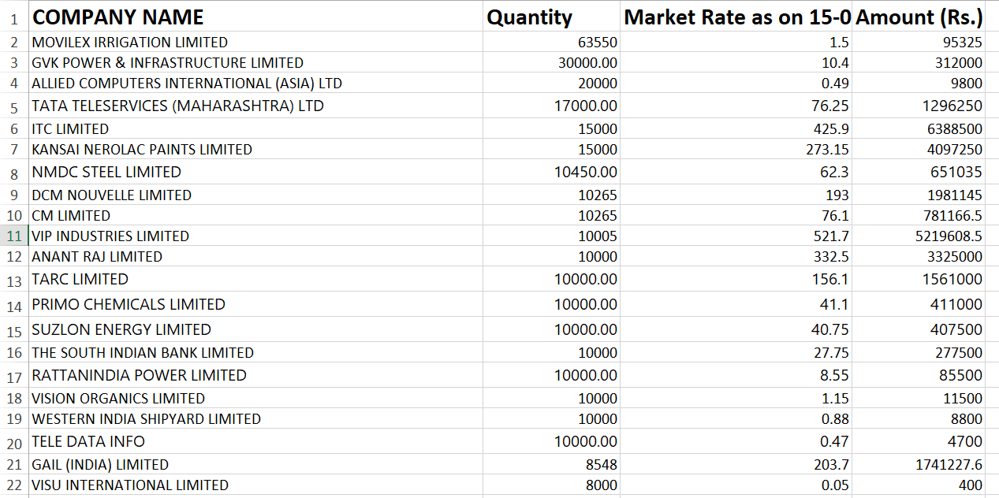 1 COMPANY NAME Quantity Market Rate as on 15-0 Amount (Rs.)
2 MOVILEX IRRIGATION LIMITED 63550 1.5 95325
3 GVK POWER & INFRASTRUCTURE LIMITED 30000.00 10.4 312000
4 ALLIED COMPUTERS INTERNATIONAL (ASIA) LTD 20000 0.49 9800
5 TATA TELESERVICES (MAHARASHTRA) LTD 17000.00 76.25 1296250
6 ITC LIMITED 15000 425.9 6388500
7 KANSAI NEROLAC PAINTS LIMITED 15000 273.15 4097250
8 NMDC STEEL LIMITED 10450.00 62.3 651035
9 DCM NOUVELLE LIMITED 10265 193 1981145
10 CM LIMITED 10265 76.1 781166.5
11 VIP INDUSTRIES LIMITED 10005 521.7 5219608.5
12 ANANT RAJ LIMITED 10000 332.5 3325000
13 TARC LIMITED 10000.00 156.1 1561000
14 PRIMO CHEMICALS LIMITED 10000.00 41.1 411000
15 SUZLON ENERGY LIMITED 10000.00 40.75 407500
16 THE SOUTH INDIAN BANK LIMITED 10000 27.75 277500
17 RATTANINDIA POWER LIMITED 10000.00 8.55 85500
18 VISION ORGANICS LIMITED 10000 1.15 11500
19 WESTERN INDIA SHIPYARD LIMITED 10000 0.88 8800
20 TELE DATA INFO 10000.00 0.47 4700
21 GAIL (INDIA) LIMITED 8548 203.7 1741227.6
22 VISU INTERNATIONAL LIMITED 8000 0.05 400